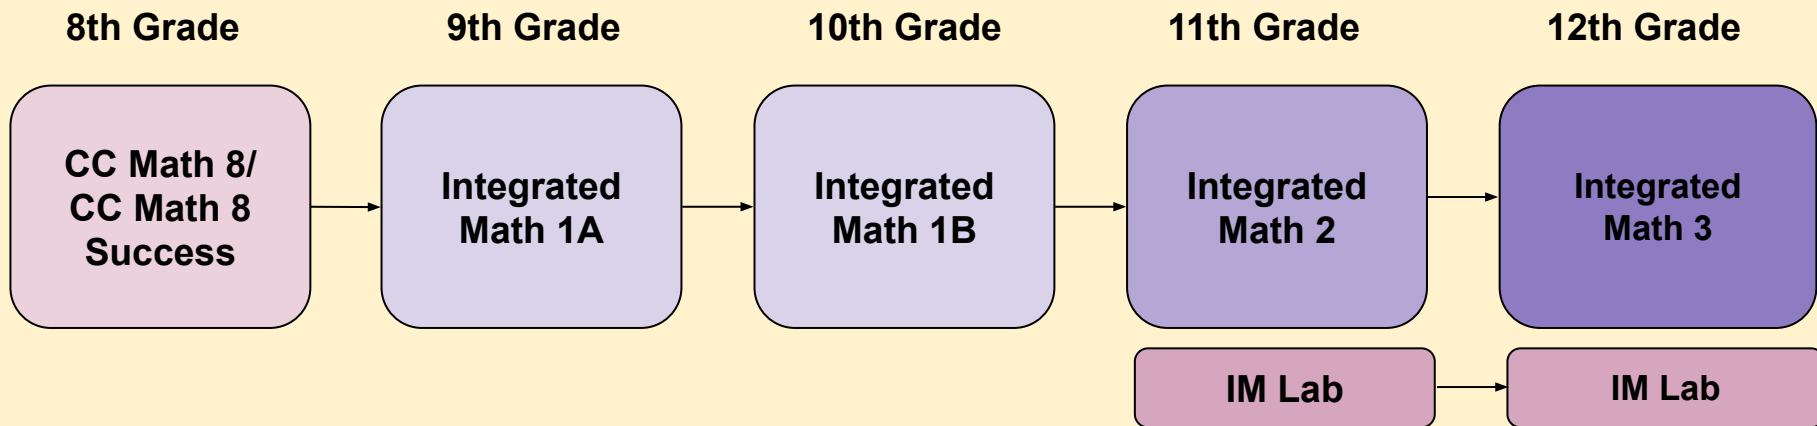 8th Grade
9th Grade
10th Grade
11th Grade
12th Grade
CC Math 8/
CC Math 8
Success
Integrated
Math 1A
Integrated
Math 1B
Integrated
Math 2
Integrated
Math 3
IM Lab
IM Lab